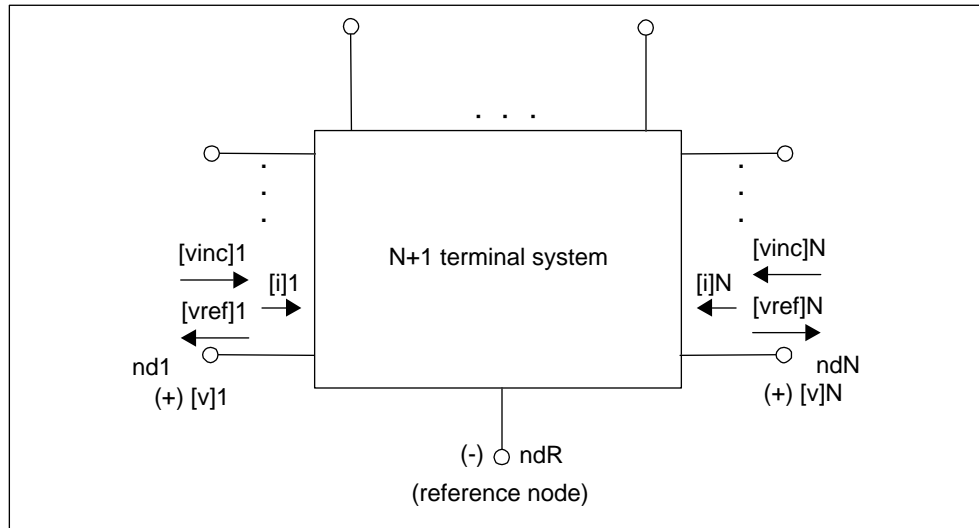 . . .
.
.
.
.
.
.
N+1 terminal system
[vinc]1
[vinc]N
[i]1
[i]N
[vref]1
[vref]N
nd1
ndN
(+) [v]1
(+) [v]N
(-) ndR
(reference node)